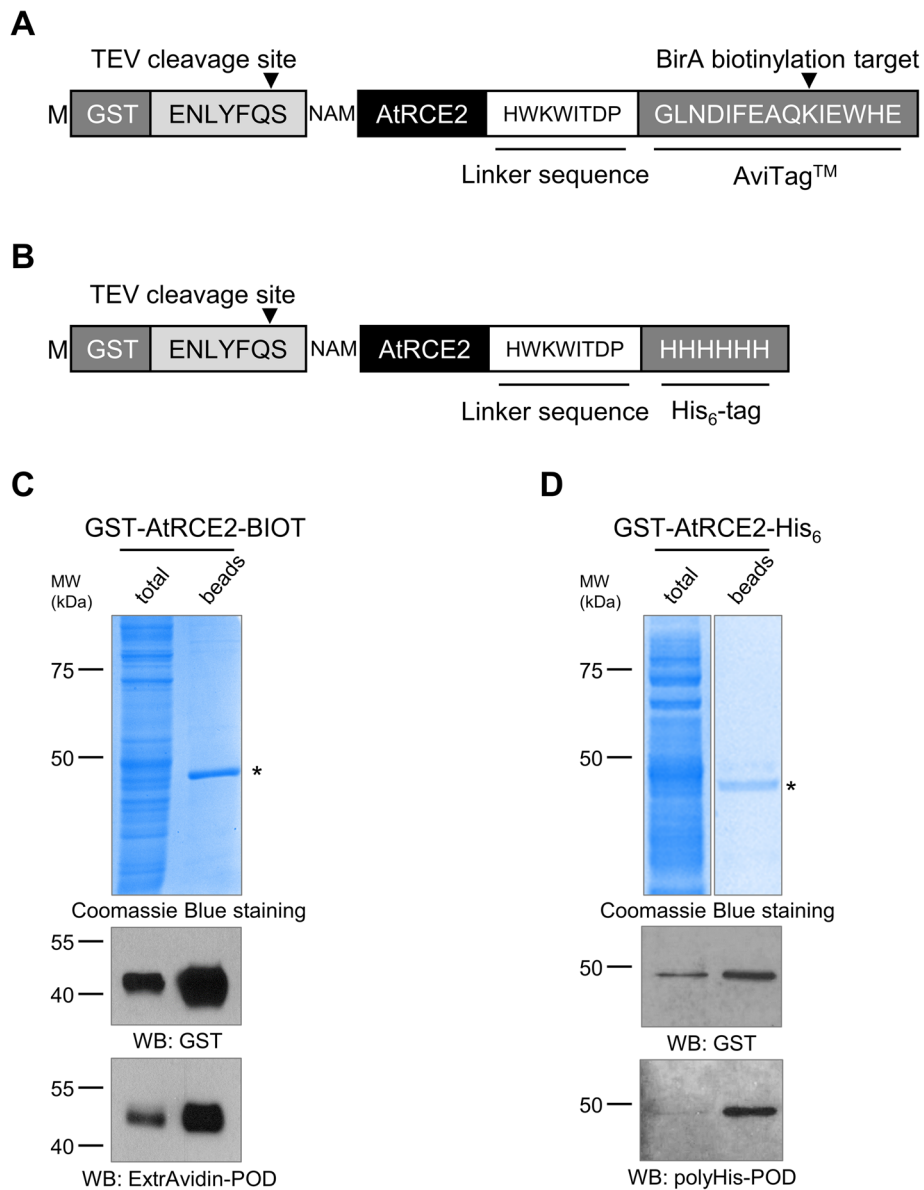 A
TEV cleavage site
BirA biotinylation target
M GST ENLYFQS NAM AtRCE2 HWKWITDP GLNDIFEAQKIEWHE
Linker sequence
AviTag™
B
TEV cleavage site
M GST ENLYFQS NAM AtRCE2 HWKWITDP HHHHHH
Linker sequence
His₆-tag
C
GST-AtRCE2-BIOT
MW
(kDa)
total
beads
75
50
*
Coomassie Blue staining
55
40
WB: GST
55
40
WB: ExtrAvidin-POD
D
GST-AtRCE2-His₆
MW
(kDa)
total
beads
75
50
*
Coomassie Blue staining
50
WB: GST
50
WB: polyHis-POD